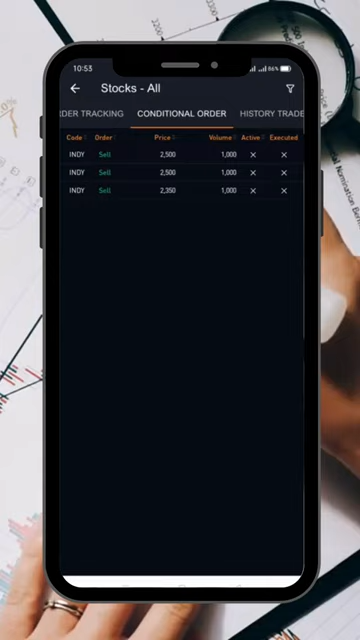 10:53
86%
Stocks - All
RDER TRACKING CONDITIONAL ORDER HISTORY TRADE
Code Order Price Volume Active Executed
INDY Sell 2,500 1,000
INDY Sell 2,500 1,000
INDY Sell 2,350 1,000